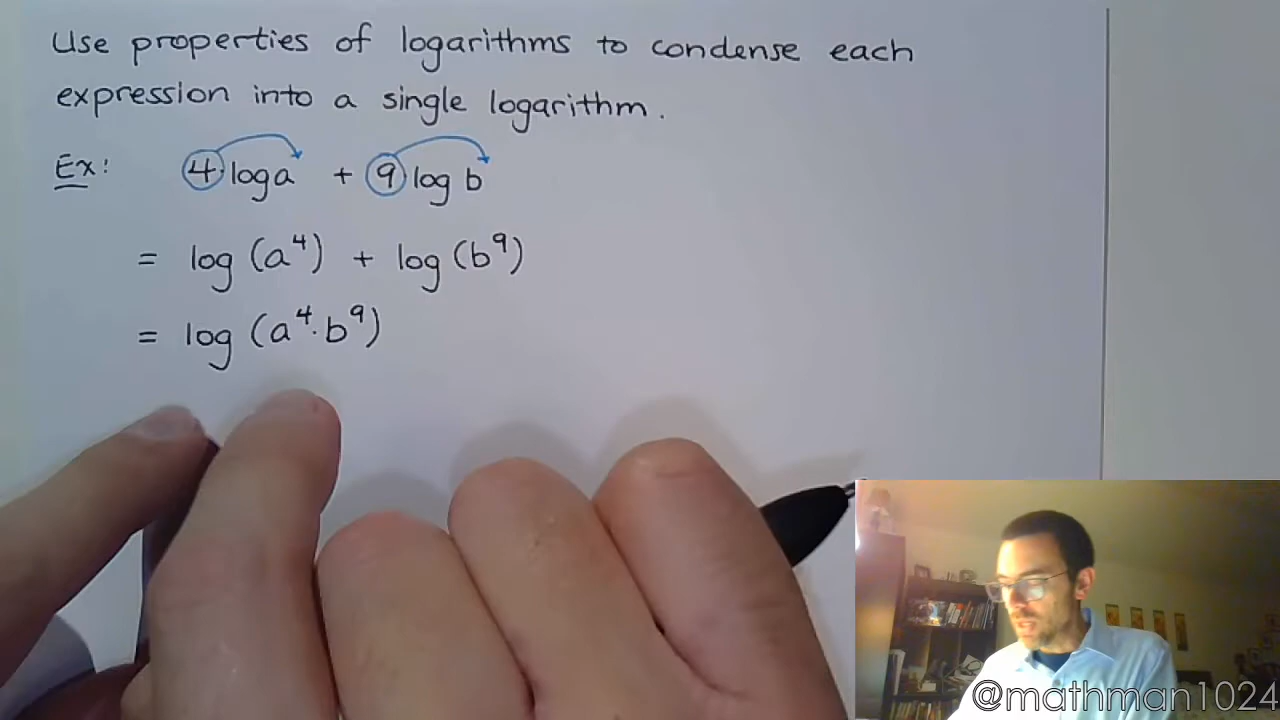 Use properties of logarithms to condense each
expression into a single logarithm.
Ex: 4·log a + 9 log b
= log (a⁴) + log (b⁹)
= log (a⁴·b⁹)
@mathman1024